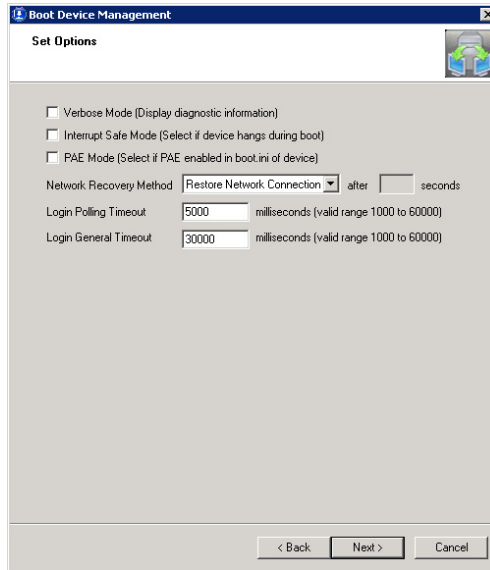 Boot Device Management
Set Options
Verbose Mode (Display diagnostic information)
Interrupt Safe Mode (Select if device hangs during boot)
PAE Mode (Select if PAE enabled in boot.ini of device)
Network Recovery Method Restore Network Connection after seconds
Login Polling Timeout 5000 milliseconds (valid range 1000 to 60000)
Login General Timeout 30000 milliseconds (valid range 1000 to 60000)
< Back Next > Cancel